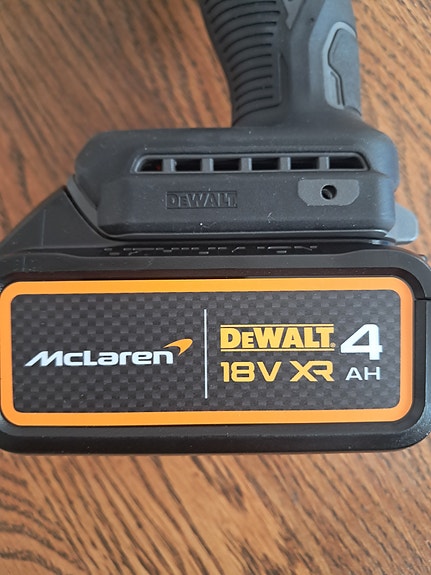 DEWALT
McLaren
DEWALT® 4
18V XR AH